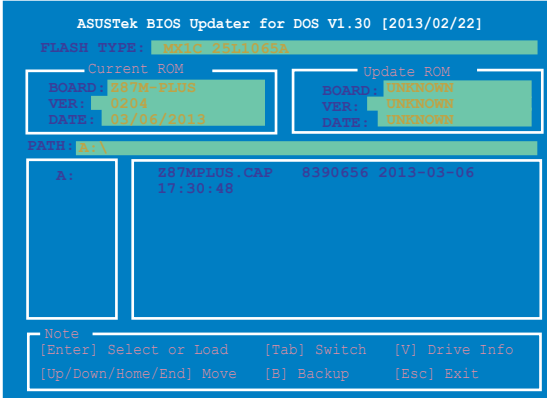 ASUSTek BIOS Updater for DOS V1.30 [2013/02/22]
FLASH TYPE: MX1C 25L1065A
Current ROM
BOARD: Z87M-PLUS
VER: 0204
DATE: 03/06/2013
Update ROM
BOARD: UNKNOWN
VER: UNKNOWN
DATE: UNKNOWN
PATH: A:\
A:
Z87MPLUS.CAP 8390656 2013-03-06
17:30:48
Note
[Enter] Select or Load [Tab] Switch [V] Drive Info
[Up/Down/Home/End] Move [B] Backup [Esc] Exit